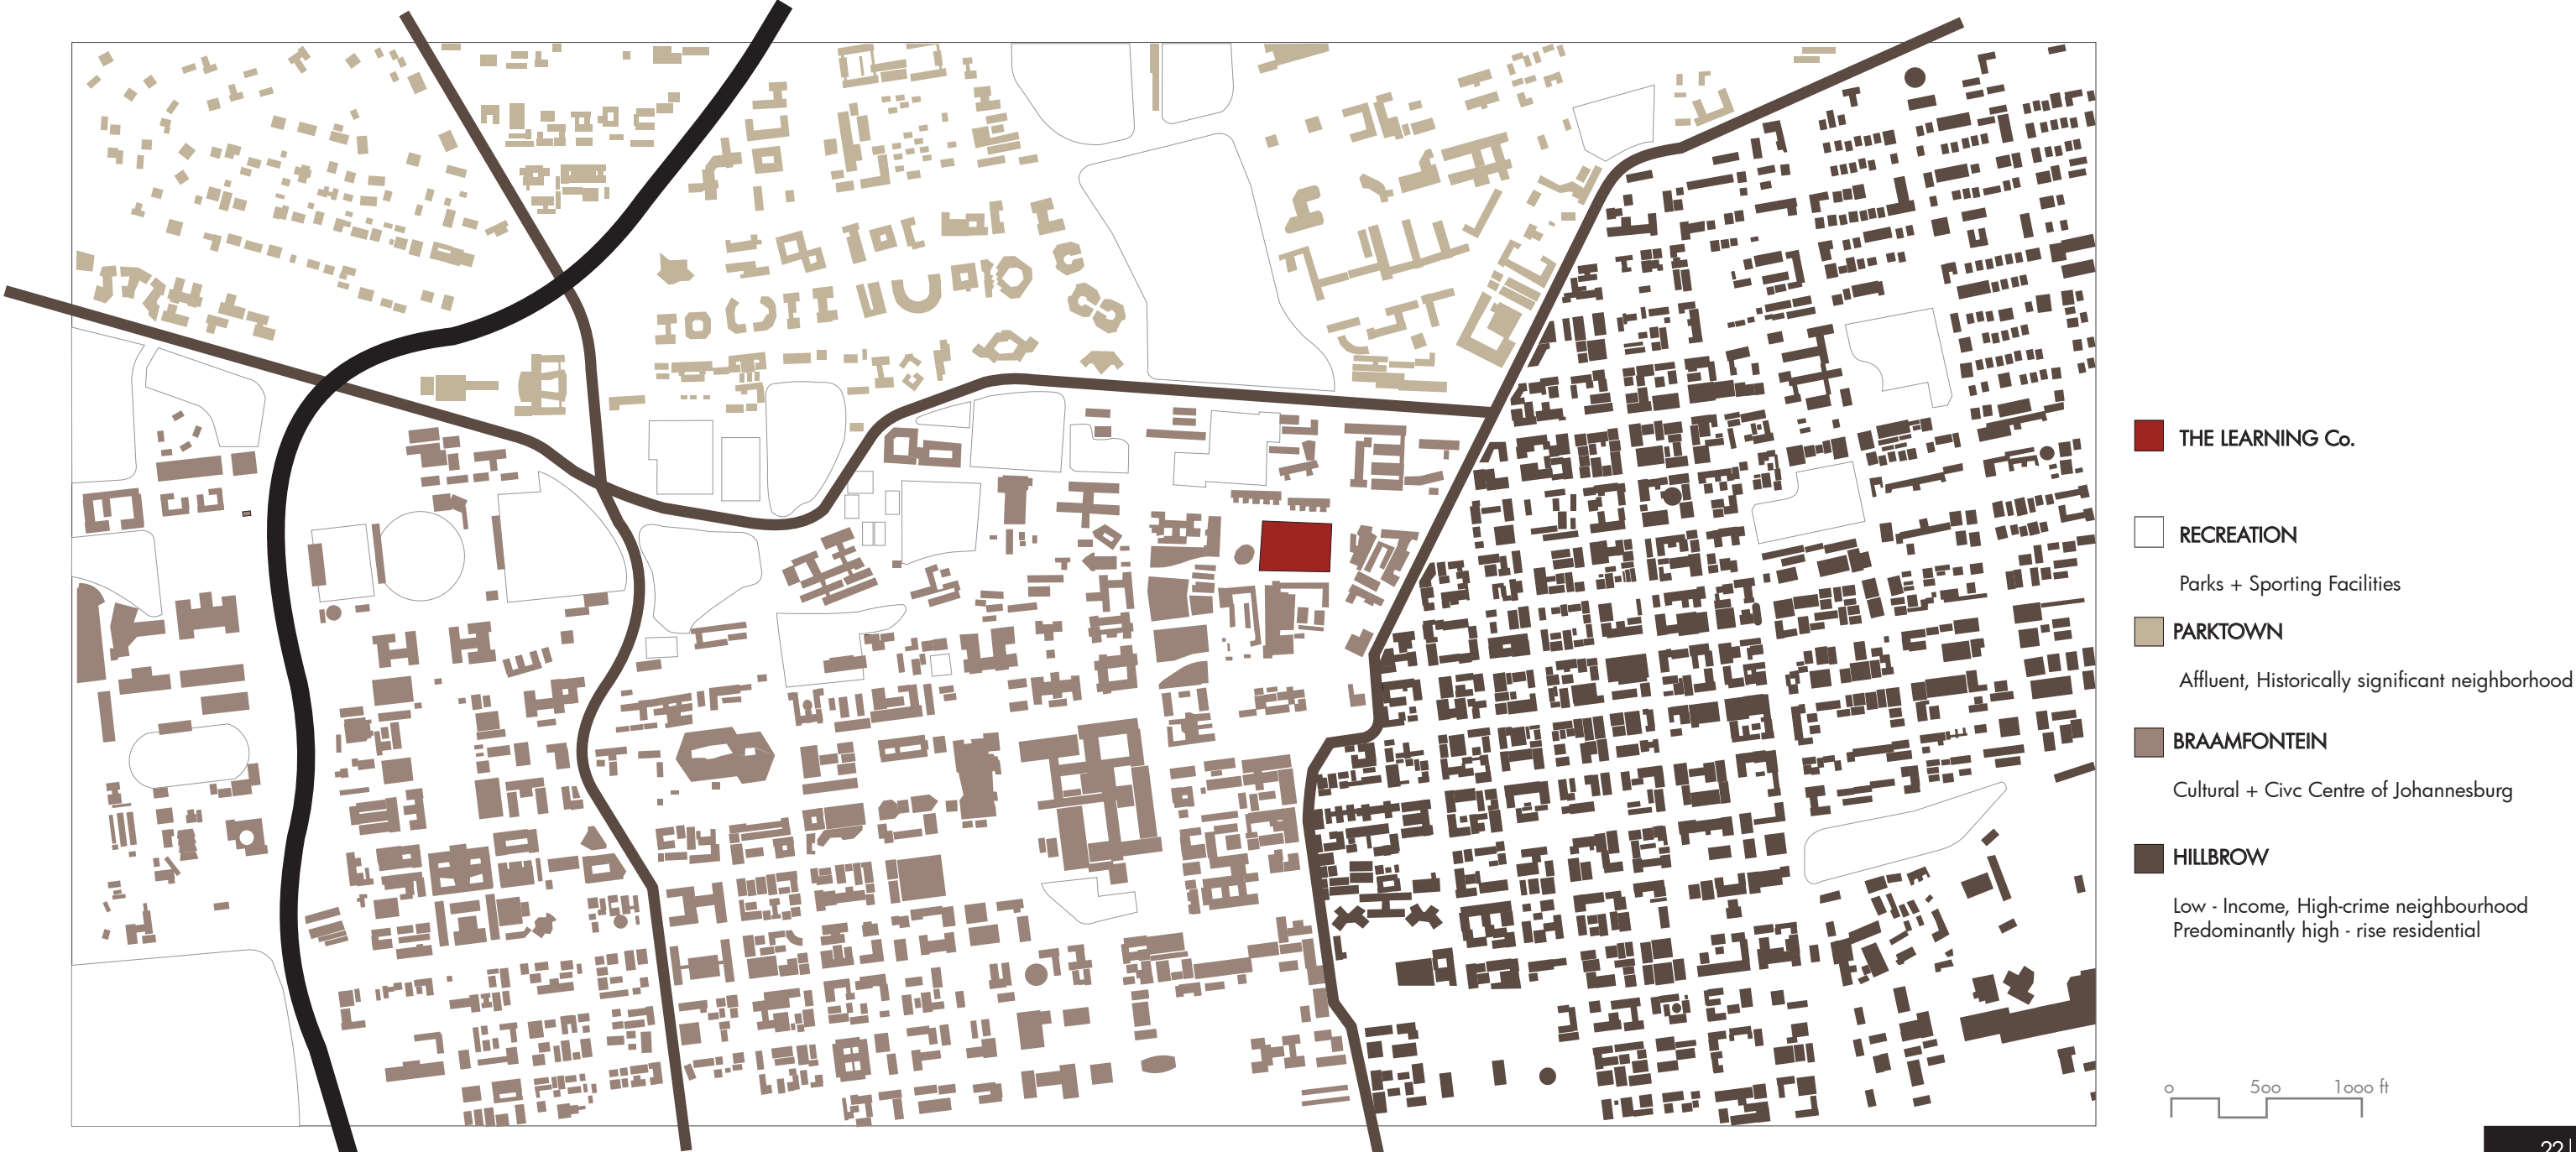 THE LEARNING Co.
RECREATION
Parks + Sporting Facilities
PARKTOWN
Affluent, Historically significant neighborhood
BRAAMFONTEIN
Cultural + Civc Centre of Johannesburg
HILLBROW
Low - Income, High-crime neighbourhood
Predominantly high - rise residential
0 500 1000 ft
22|